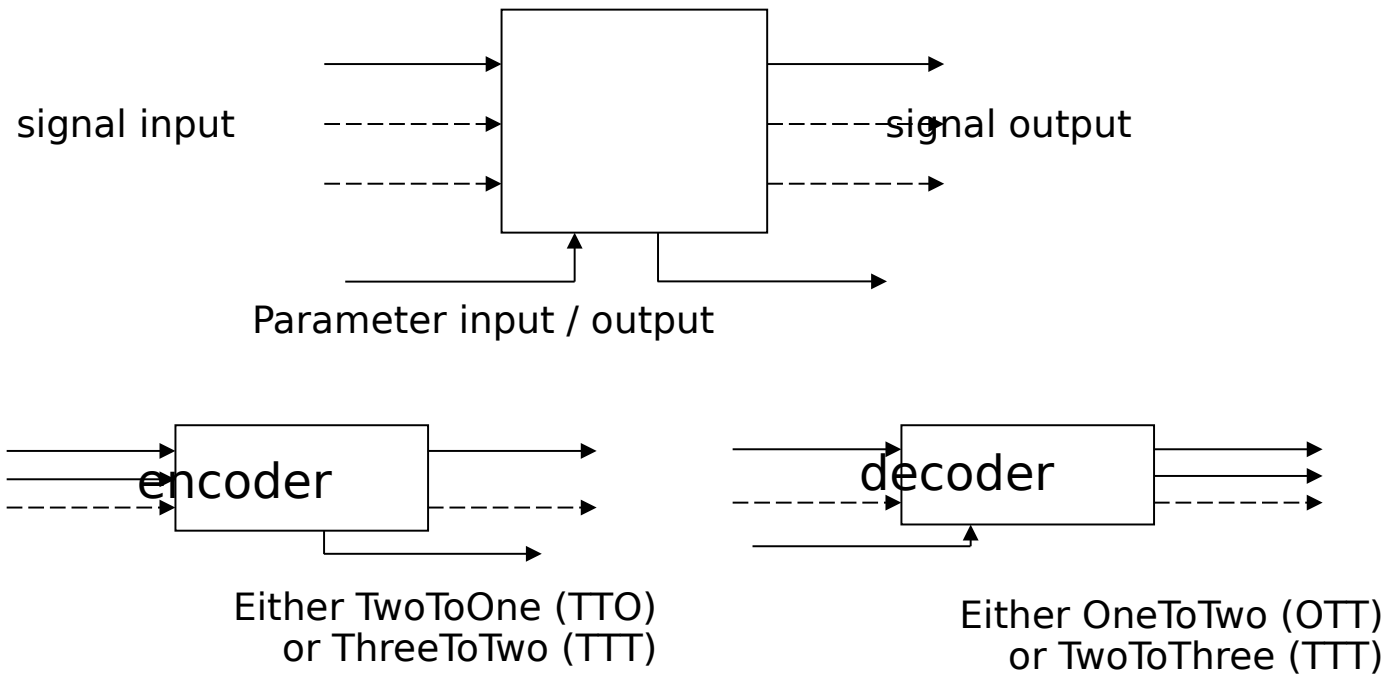 signal input
signal output
Parameter input / output
encoder
decoder
Either TwoToOne (TTO)
or ThreeToTwo (TTT)
Either OneToTwo (OTT)
or TwoToThree (TTT)